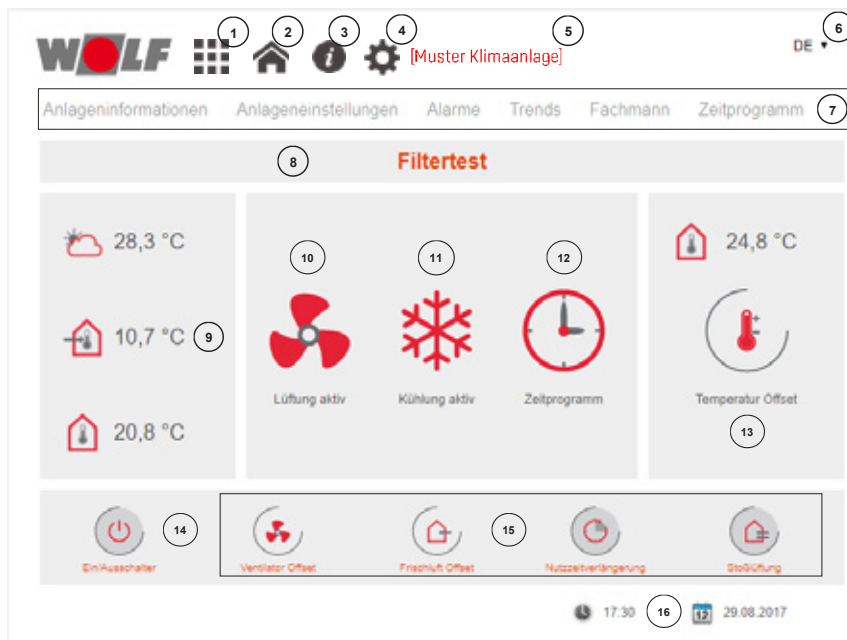 1 2 3 4 5 6
WOLF [Muster Klimaanlage] DE
Anlageninformationen Anlageneinstellungen Alarme Trends Fachmann Zeitprogramm 7
8 Filtertest
28,3 °C
10,7 °C 9
20,8 °C
10 11 12
Lüftung aktiv Kühlung aktiv Zeitprogramm
24,8 °C
Temperatur Offset
13
14 15
Ein/Ausschalter Ventilator Offset Frischluft Offset Nutzzeitverlängerung Stoßlüftung
17:30 16 12 29.08.2017